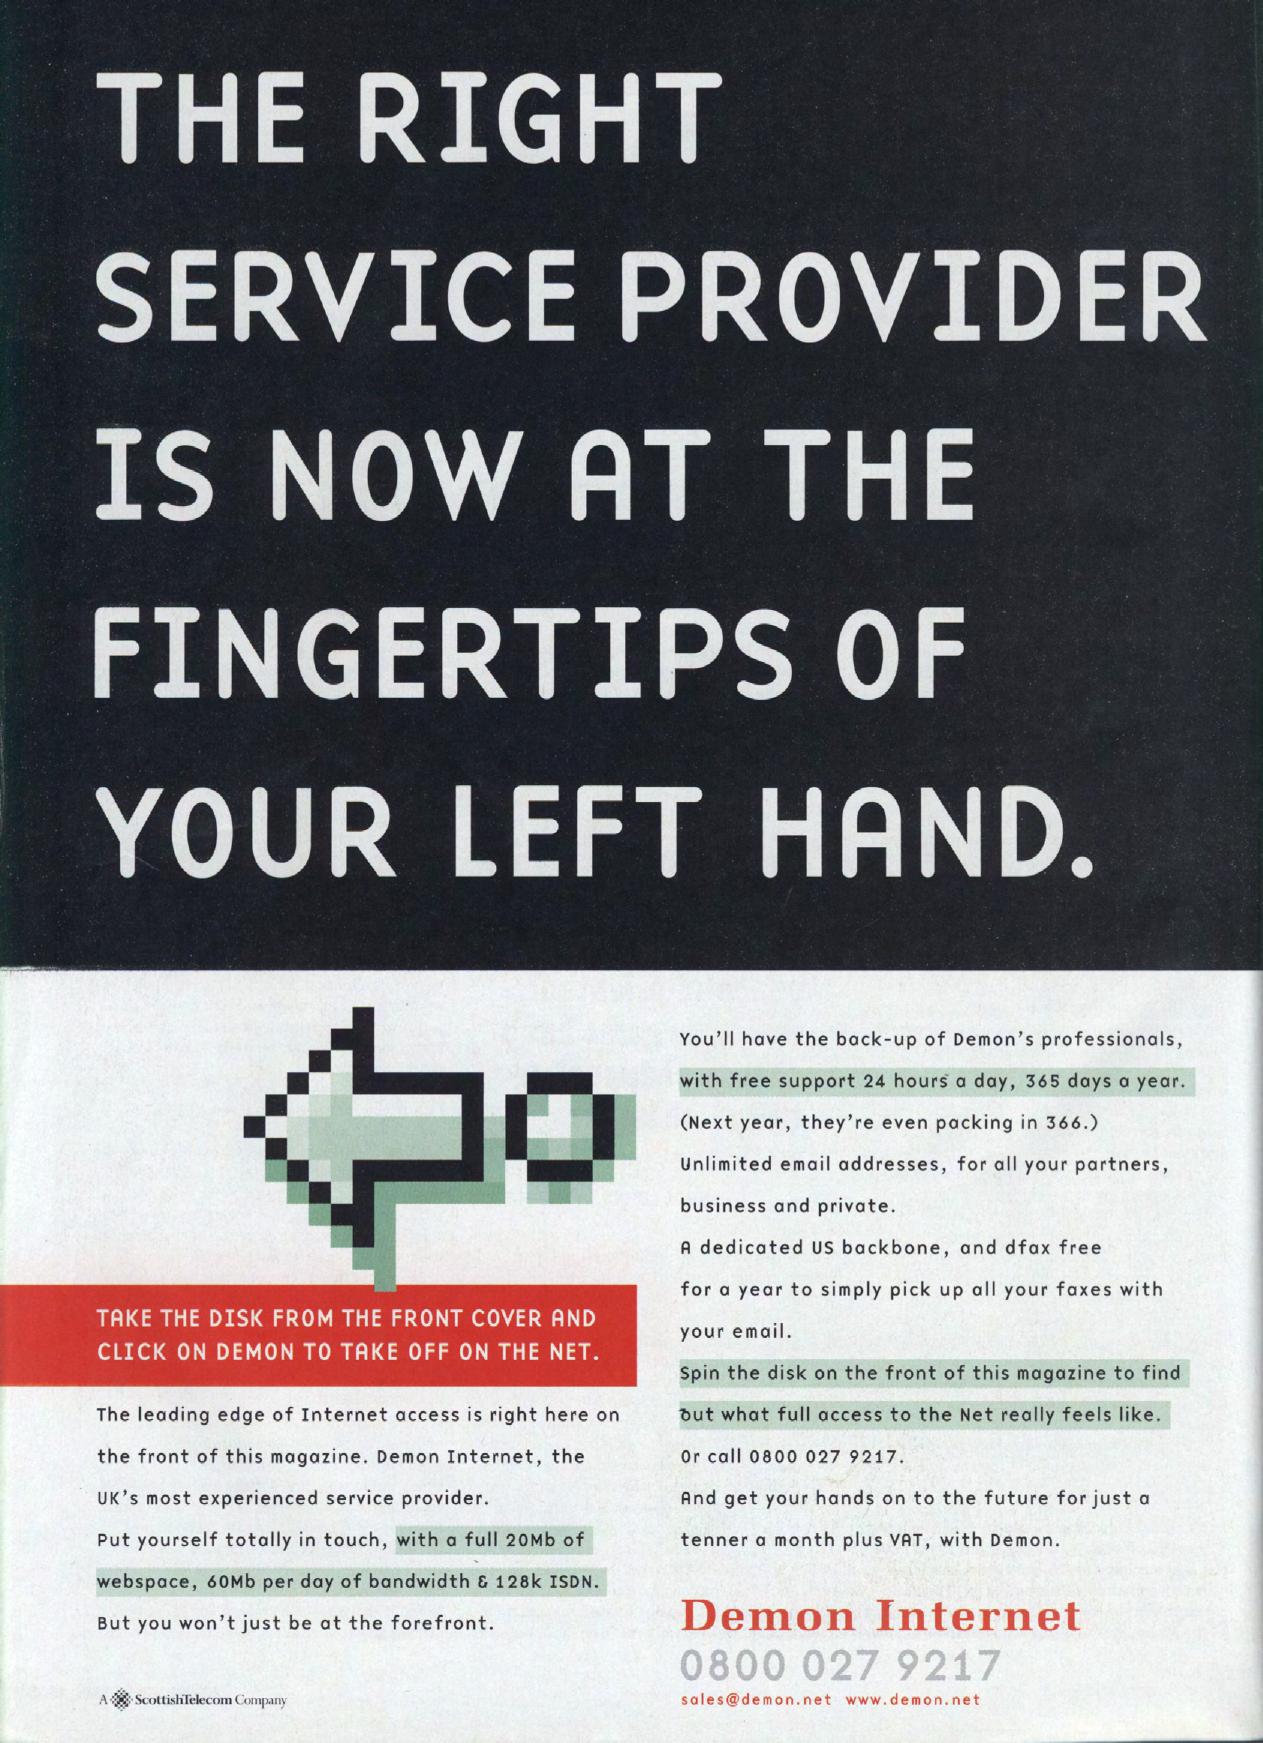 THE RIGHT
SERVICE PROVIDER
IS NOW AT THE
FINGERTIPS OF
YOUR LEFT HAND.
TAKE THE DISK FROM THE FRONT COVER AND
CLICK ON DEMON TO TAKE OFF ON THE NET.
The leading edge of Internet access is right here on
the front of this magazine. Demon Internet, the
UK's most experienced service provider.
Put yourself totally in touch, with a full 20Mb of
webspace, 60Mb per day of bandwidth & 128k ISDN.
But you won't just be at the forefront.
A ScottishTelecom Company
You'll have the back-up of Demon's professionals,
with free support 24 hours a day, 365 days a year.
(Next year, they're even packing in 366.)
Unlimited email addresses, for all your partners,
business and private.
A dedicated US backbone, and dfax free
for a year to simply pick up all your faxes with
your email.
Spin the disk on the front of this magazine to find
out what full access to the Net really feels like.
Or call 0800 027 9217.
And get your hands on to the future for just a
tenner a month plus VAT, with Demon.
Demon Internet
0800 027 9217
sales@demon.net www.demon.net